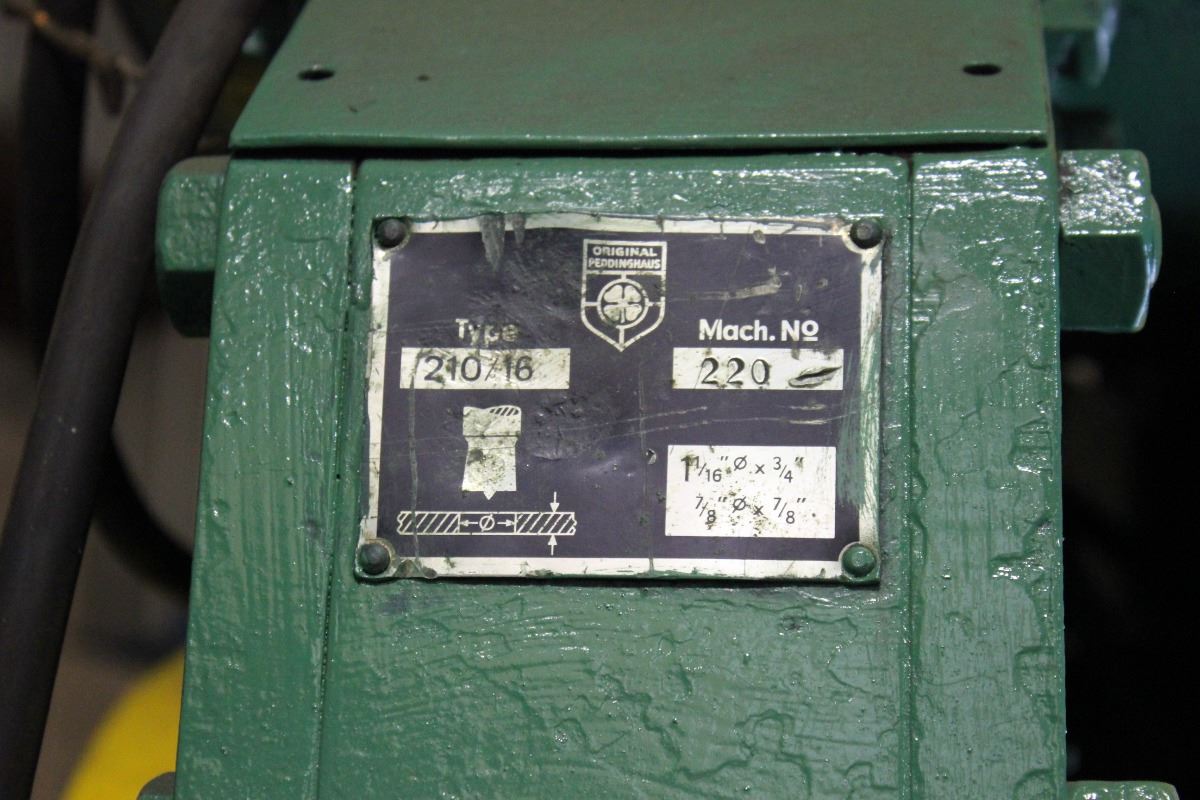 ORIGINAL
PEDDINGHAUS
Type
210/16
Mach. No
220
1 1/16" Ø x 3/4"
7/8" Ø x 7/8"
Ø